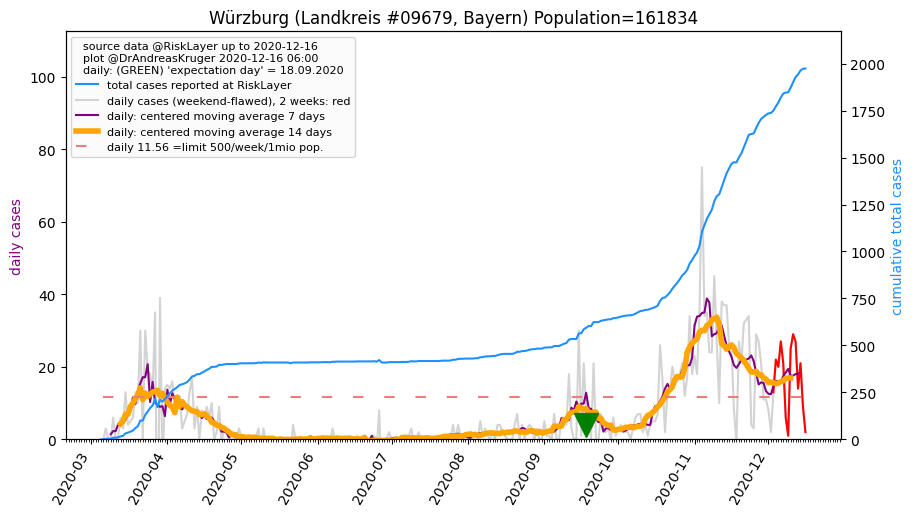 Würzburg (Landkreis #09679, Bayern) Population=161834
source data @RiskLayer up to 2020-12-16
plot @DrAndreasKruger 2020-12-16 06:00
daily: (GREEN) 'expectation day' = 18.09.2020
total cases reported at RiskLayer
daily cases (weekend-flawed), 2 weeks: red
daily: centered moving average 7 days
daily: centered moving average 14 days
daily 11.56 =limit 500/week/1mio pop.
daily cases
100
80
60
40
20
0
cumulative total cases
2000
1750
1500
1250
1000
750
500
250
0
2020-03
2020-04
2020-05
2020-06
2020-07
2020-08
2020-09
2020-10
2020-11
2020-12